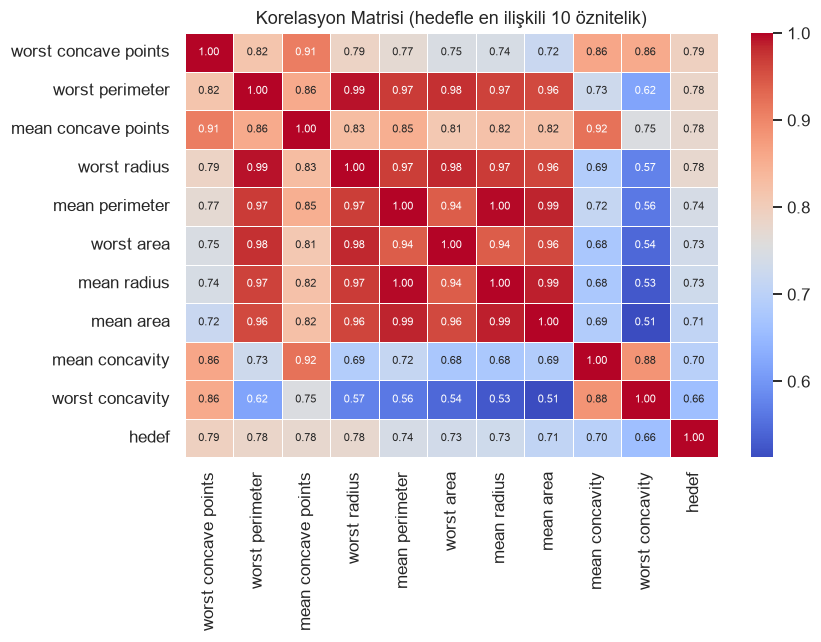 Korelasyon Matrisi (hedefle en ilişkili 10 öznitelik)
worst concave points 1.00 0.82 0.91 0.79 0.77 0.75 0.74 0.72 0.86 0.86 0.79
worst perimeter 0.82 1.00 0.86 0.99 0.97 0.98 0.97 0.96 0.73 0.62 0.78
mean concave points 0.91 0.86 1.00 0.83 0.85 0.81 0.82 0.82 0.92 0.75 0.78
worst radius 0.79 0.99 0.83 1.00 0.97 0.98 0.97 0.96 0.69 0.57 0.78
mean perimeter 0.77 0.97 0.85 0.97 1.00 0.94 1.00 0.99 0.72 0.56 0.74
worst area 0.75 0.98 0.81 0.98 0.94 1.00 0.94 0.96 0.68 0.54 0.73
mean radius 0.74 0.97 0.82 0.97 1.00 0.94 1.00 0.99 0.68 0.53 0.73
mean area 0.72 0.96 0.82 0.96 0.99 0.96 0.99 1.00 0.69 0.51 0.71
mean concavity 0.86 0.73 0.92 0.69 0.72 0.68 0.68 0.69 1.00 0.88 0.70
worst concavity 0.86 0.62 0.75 0.57 0.56 0.54 0.53 0.51 0.88 1.00 0.66
hedef 0.79 0.78 0.78 0.78 0.74 0.73 0.73 0.71 0.70 0.66 1.00
worst concave points
worst perimeter
mean concave points
worst radius
mean perimeter
worst area
mean radius
mean area
mean concavity
worst concavity
hedef
1.0
0.9
0.8
0.7
0.6